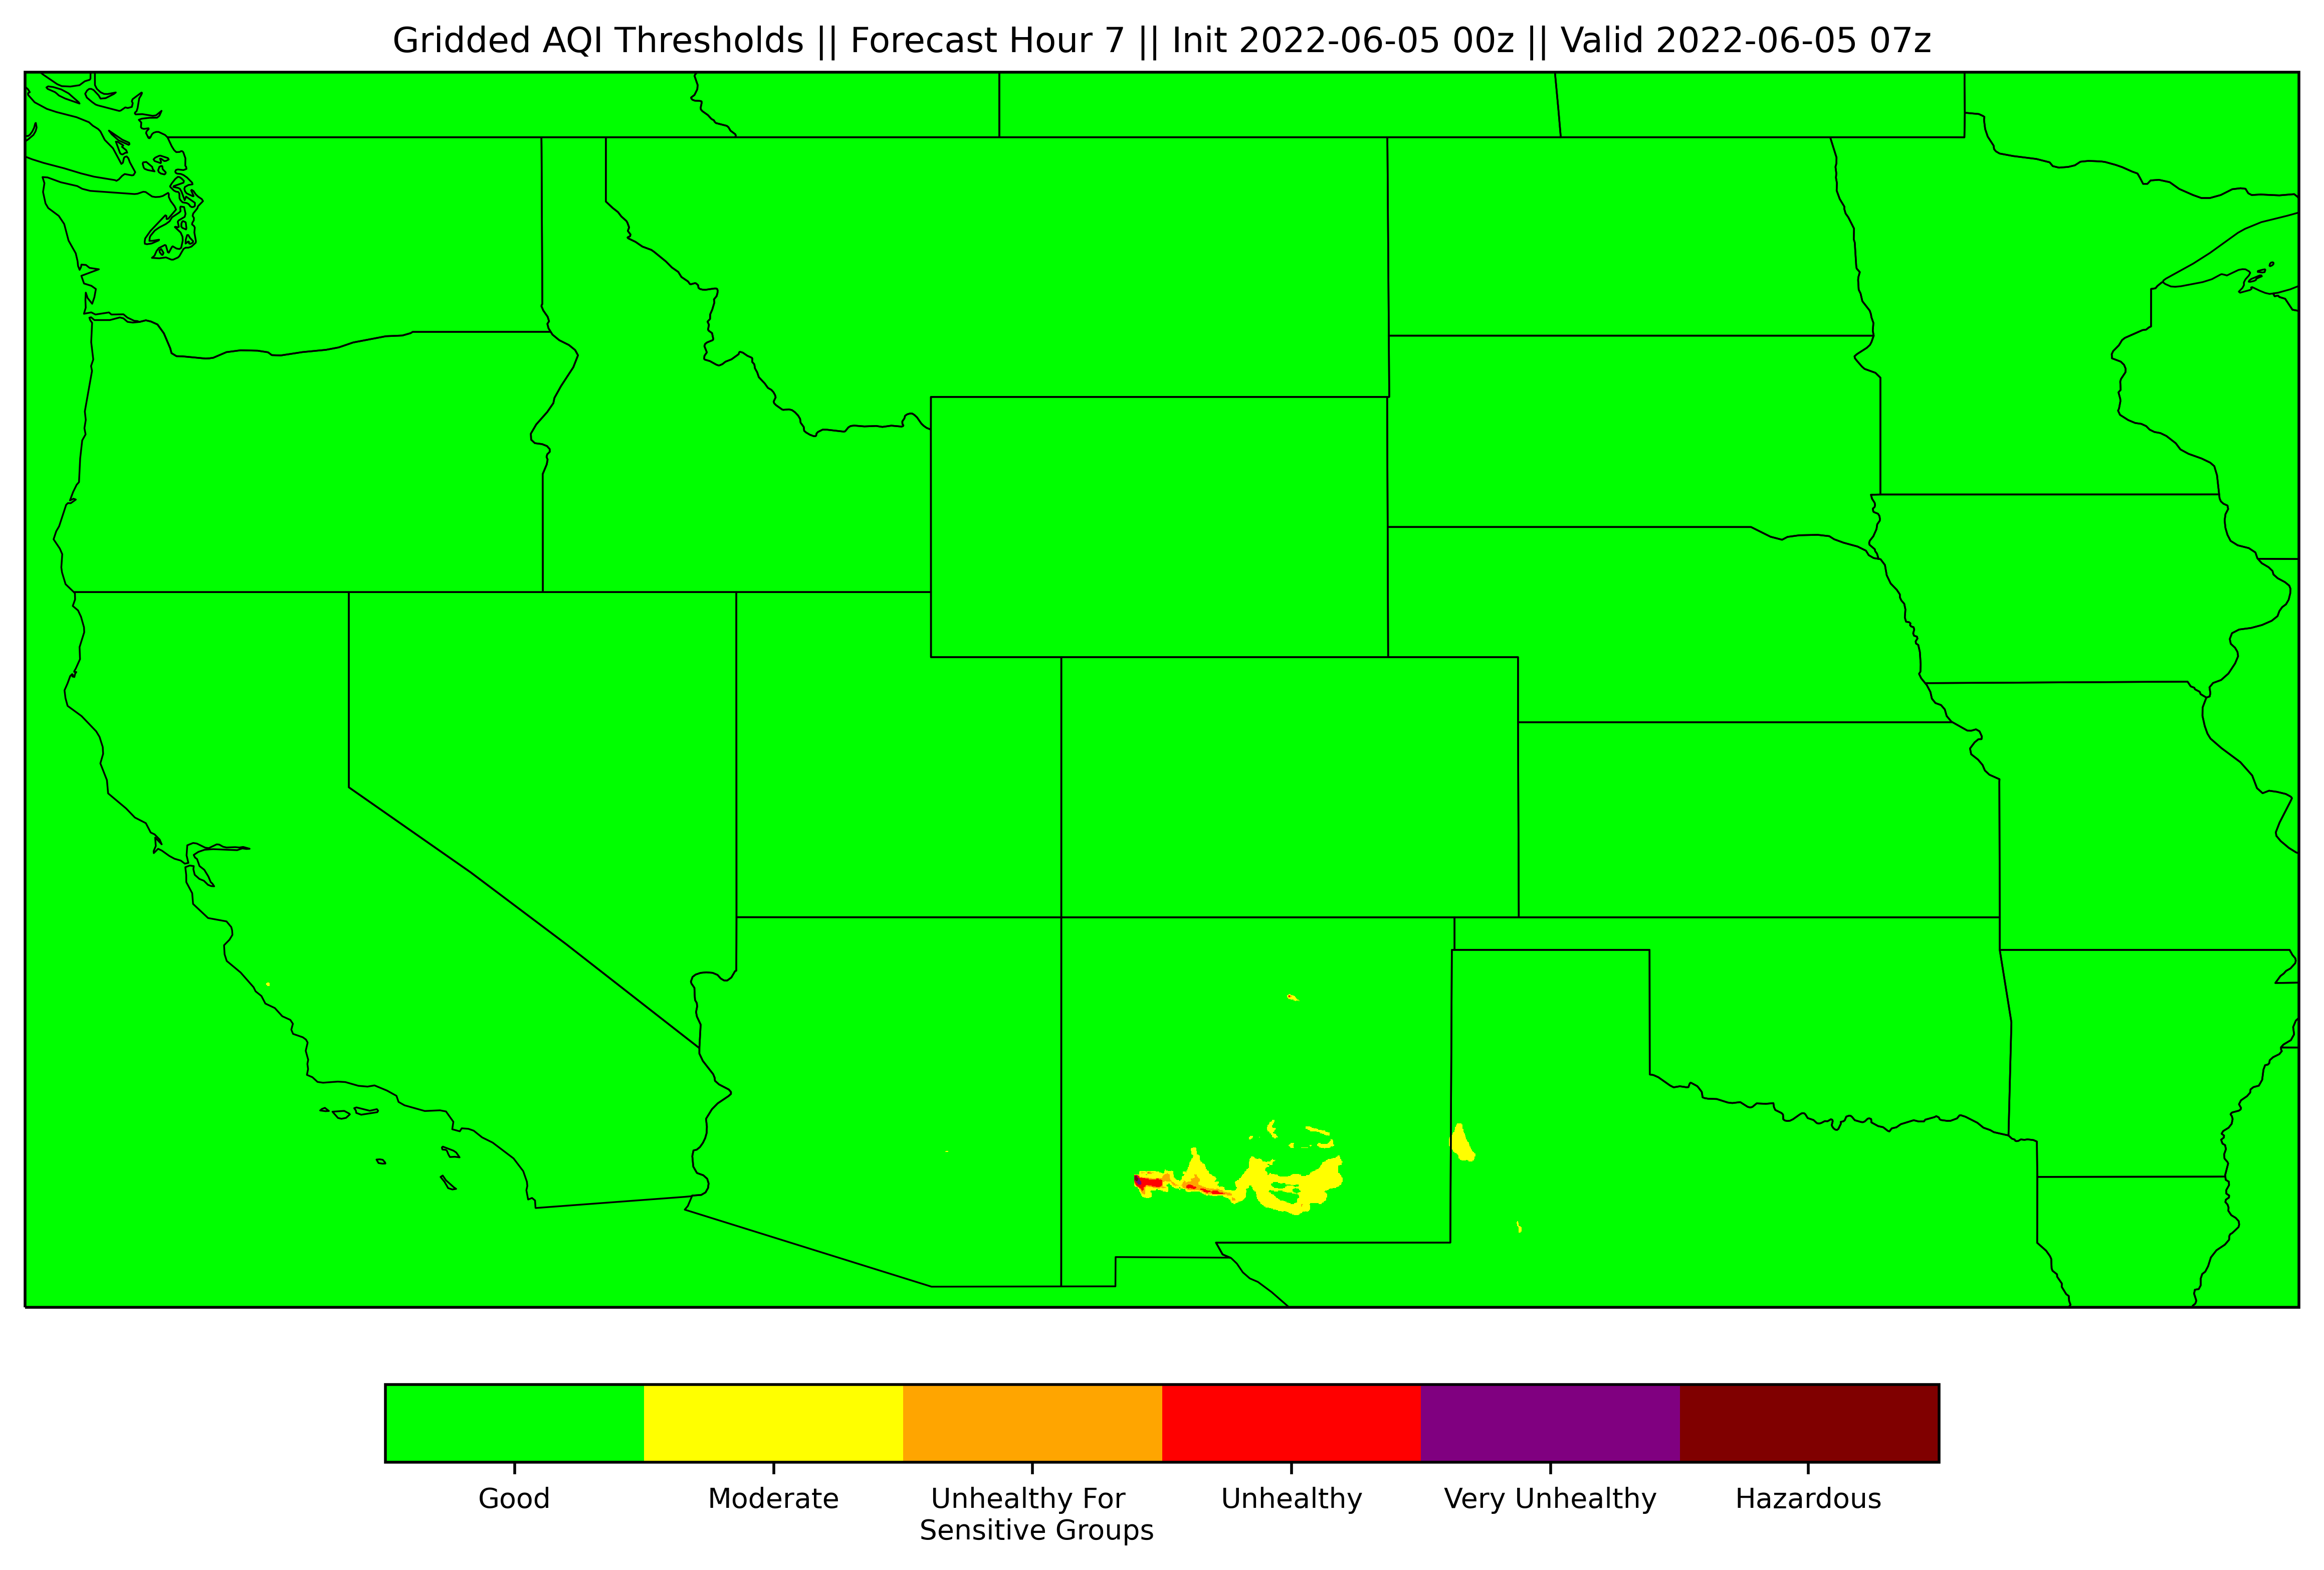 Gridded AQI Thresholds || Forecast Hour 7 || Init 2022-06-05 00z || Valid 2022-06-05 07z
Good
Moderate
Unhealthy For
Sensitive Groups
Unhealthy
Very Unhealthy
Hazardous